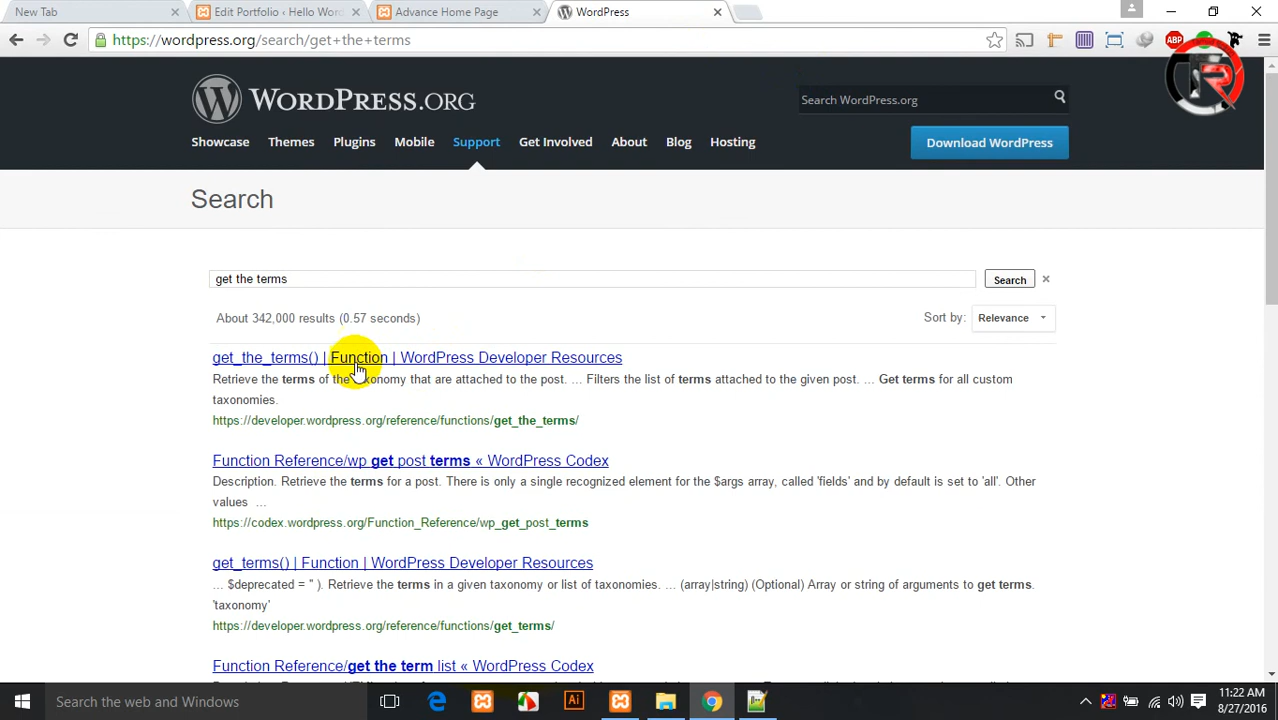 New Tab
Edit Portfolio ‹ Hello Wor
Advance Home Page
WordPress
https://wordpress.org/search/get+the+terms
ABP
WORDPRESS.ORG
Search WordPress.org
Showcase Themes Plugins Mobile Support Get Involved About Blog Hosting
Download WordPress
Search
get the terms
Search
About 342,000 results (0.57 seconds)
Sort by: Relevance
get_the_terms() | Function | WordPress Developer Resources
Retrieve the terms of the taxonomy that are attached to the post. ... Filters the list of terms attached to the given post. ... Get terms for all custom
taxonomies.
https://developer.wordpress.org/reference/functions/get_the_terms/
Function Reference/wp get post terms « WordPress Codex
Description. Retrieve the terms for a post. There is only a single recognized element for the $args array, called 'fields' and by default is set to 'all'. Other
values ...
https://codex.wordpress.org/Function_Reference/wp_get_post_terms
get_terms() | Function | WordPress Developer Resources
... $deprecated = '' ). Retrieve the terms in a given taxonomy or list of taxonomies. ... (array|string) (Optional) Array or string of arguments to get terms.
'taxonomy'
https://developer.wordpress.org/reference/functions/get_terms/
Function Reference/get the term list « WordPress Codex
Search the web and Windows
Ai
11:22 AM
8/27/2016